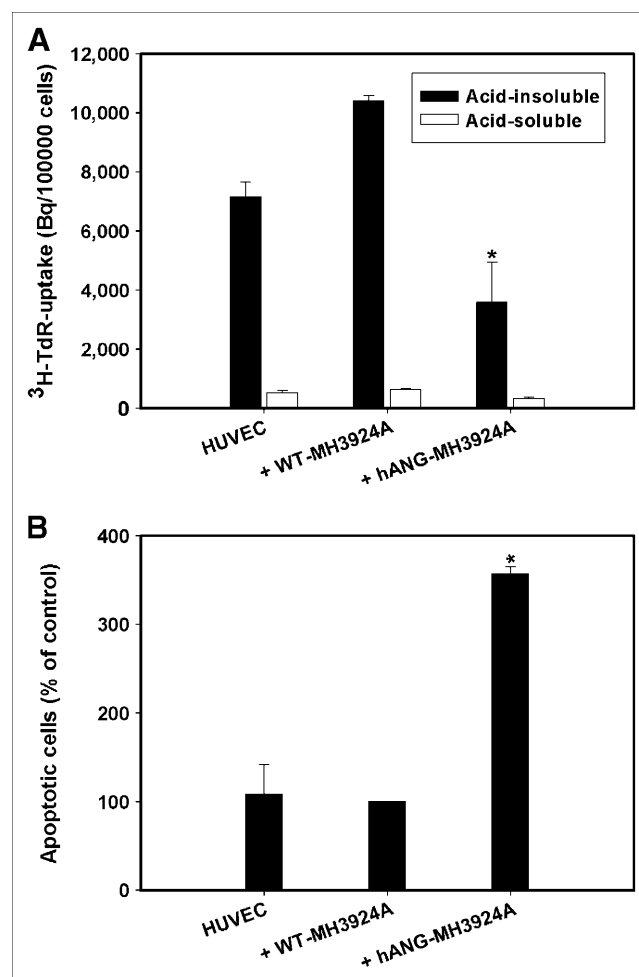 A
³H-TdR-uptake (Bq/100000 cells)
12,000
10,000
8,000
6,000
4,000
2,000
0
Acid-insoluble
Acid-soluble
*
HUVEC
+ WT-MH3924A
+ hANG-MH3924A
B
Apoptotic cells (% of control)
400
300
200
100
0
*
HUVEC
+ WT-MH3924A
+ hANG-MH3924A